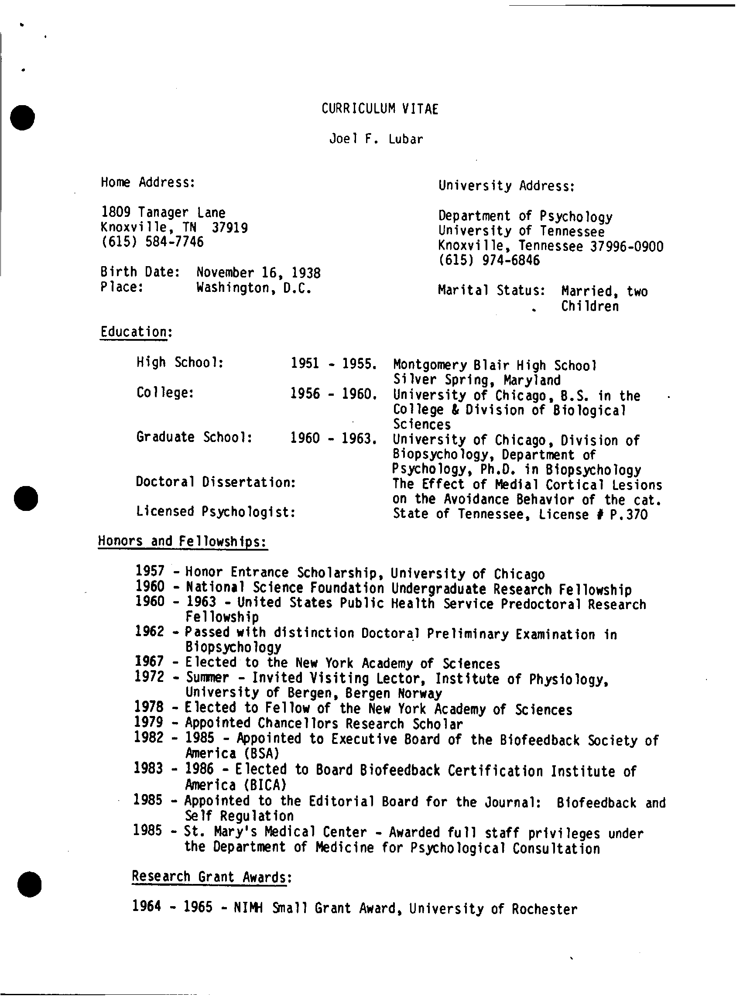 CURRICULUM VITAE
Joel F. Lubar
Home Address:
1809 Tanager Lane
Knoxville, TN 37919
(615) 584-7746
Birth Date: November 16, 1938
Place: Washington, D.C.
University Address:
Department of Psychology
University of Tennessee
Knoxville, Tennessee 37996-0900
(615) 974-6846
Marital Status: Married, two
Children
Education:
High School: 1951 - 1955. Montgomery Blair High School
Silver Spring, Maryland
College: 1956 - 1960. University of Chicago, B.S. in the
College & Division of Biological
Sciences
Graduate School: 1960 - 1963. University of Chicago, Division of
Biopsychology, Department of
Psychology, Ph.D. in Biopsychology
Doctoral Dissertation: The Effect of Medial Cortical Lesions
on the Avoidance Behavior of the cat.
Licensed Psychologist: State of Tennessee, License # P.370
Honors and Fellowships:
1957 - Honor Entrance Scholarship, University of Chicago
1960 - National Science Foundation Undergraduate Research Fellowship
1960 - 1963 - United States Public Health Service Predoctoral Research
Fellowship
1962 - Passed with distinction Doctoral Preliminary Examination in
Biopsychology
1967 - Elected to the New York Academy of Sciences
1972 - Summer - Invited Visiting Lector, Institute of Physiology,
University of Bergen, Bergen Norway
1978 - Elected to Fellow of the New York Academy of Sciences
1979 - Appointed Chancellors Research Scholar
1982 - 1985 - Appointed to Executive Board of the Biofeedback Society of
America (BSA)
1983 - 1986 - Elected to Board Biofeedback Certification Institute of
America (BICA)
1985 - Appointed to the Editorial Board for the Journal: Biofeedback and
Self Regulation
1985 - St. Mary's Medical Center - Awarded full staff privileges under
the Department of Medicine for Psychological Consultation
Research Grant Awards:
1964 - 1965 - NIMH Small Grant Award, University of Rochester